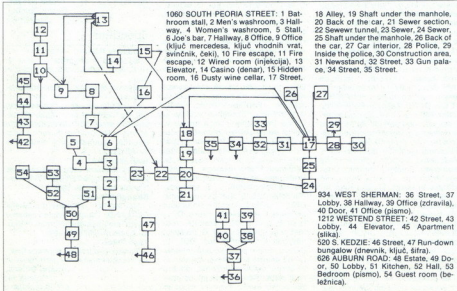 1060 SOUTH PEORIA STREET: 1 Bat-
hroom stall, 2 Men's washroom, 3 Hall-
way, 4 Women's washroom, 5 Stall,
6 Joe's bar, 7 Hallway, 8 Office, 9 Office
(ključ mercedesa, ključ vhodnih vrat,
svinčnik, čeki), 10 Fire escape, 11 Fire
escape, 12 Wired room (injekcija), 13
Elevator, 14 Casino (denar), 15 Hidden
room, 16 Dusty wine cellar, 17 Street,
18 Alley, 19 Shaft under the manhole,
20 Back of the car, 21 Sewer section,
22 Sewewr tunnel, 23 Sewer, 24 Sewer,
25 Shaft under the manhole, 26 Back of
the car, 27 Car interior, 28 Police, 29
Inside the police, 30 Construction area,
31 Newsstand, 32 Street, 33 Gun pala-
ce, 34 Street, 35 Street.
934 WEST SHERMAN: 36 Street, 37
Lobby, 38 Hallway, 39 Office (zdravila),
40 Door, 41 Office (pismo).
1212 WESTEND STREET: 42 Street, 43
Lobby, 44 Elevator, 45 Apartment
(slika).
520 S. KEDZIE: 46 Street, 47 Run-down
bungalow (dnevnik, ključ, šifra).
626 AUBURN ROAD: 48 Estate, 49 Do-
or, 50 Lobby, 51 Kitchen, 52 Hall, 53
Bedroom (pismo), 54 Guest room (be-
ležnica).
13
12
11
10
9
8
7
6
5
4
3
2
1
14
15
16
45
44
43
42
54
53
52
51
50
49
48
47
46
18
19
20
21
22
23
24
25
17
26
27
28
29
30
31
32
33
34
35
41
40
39
38
37
36